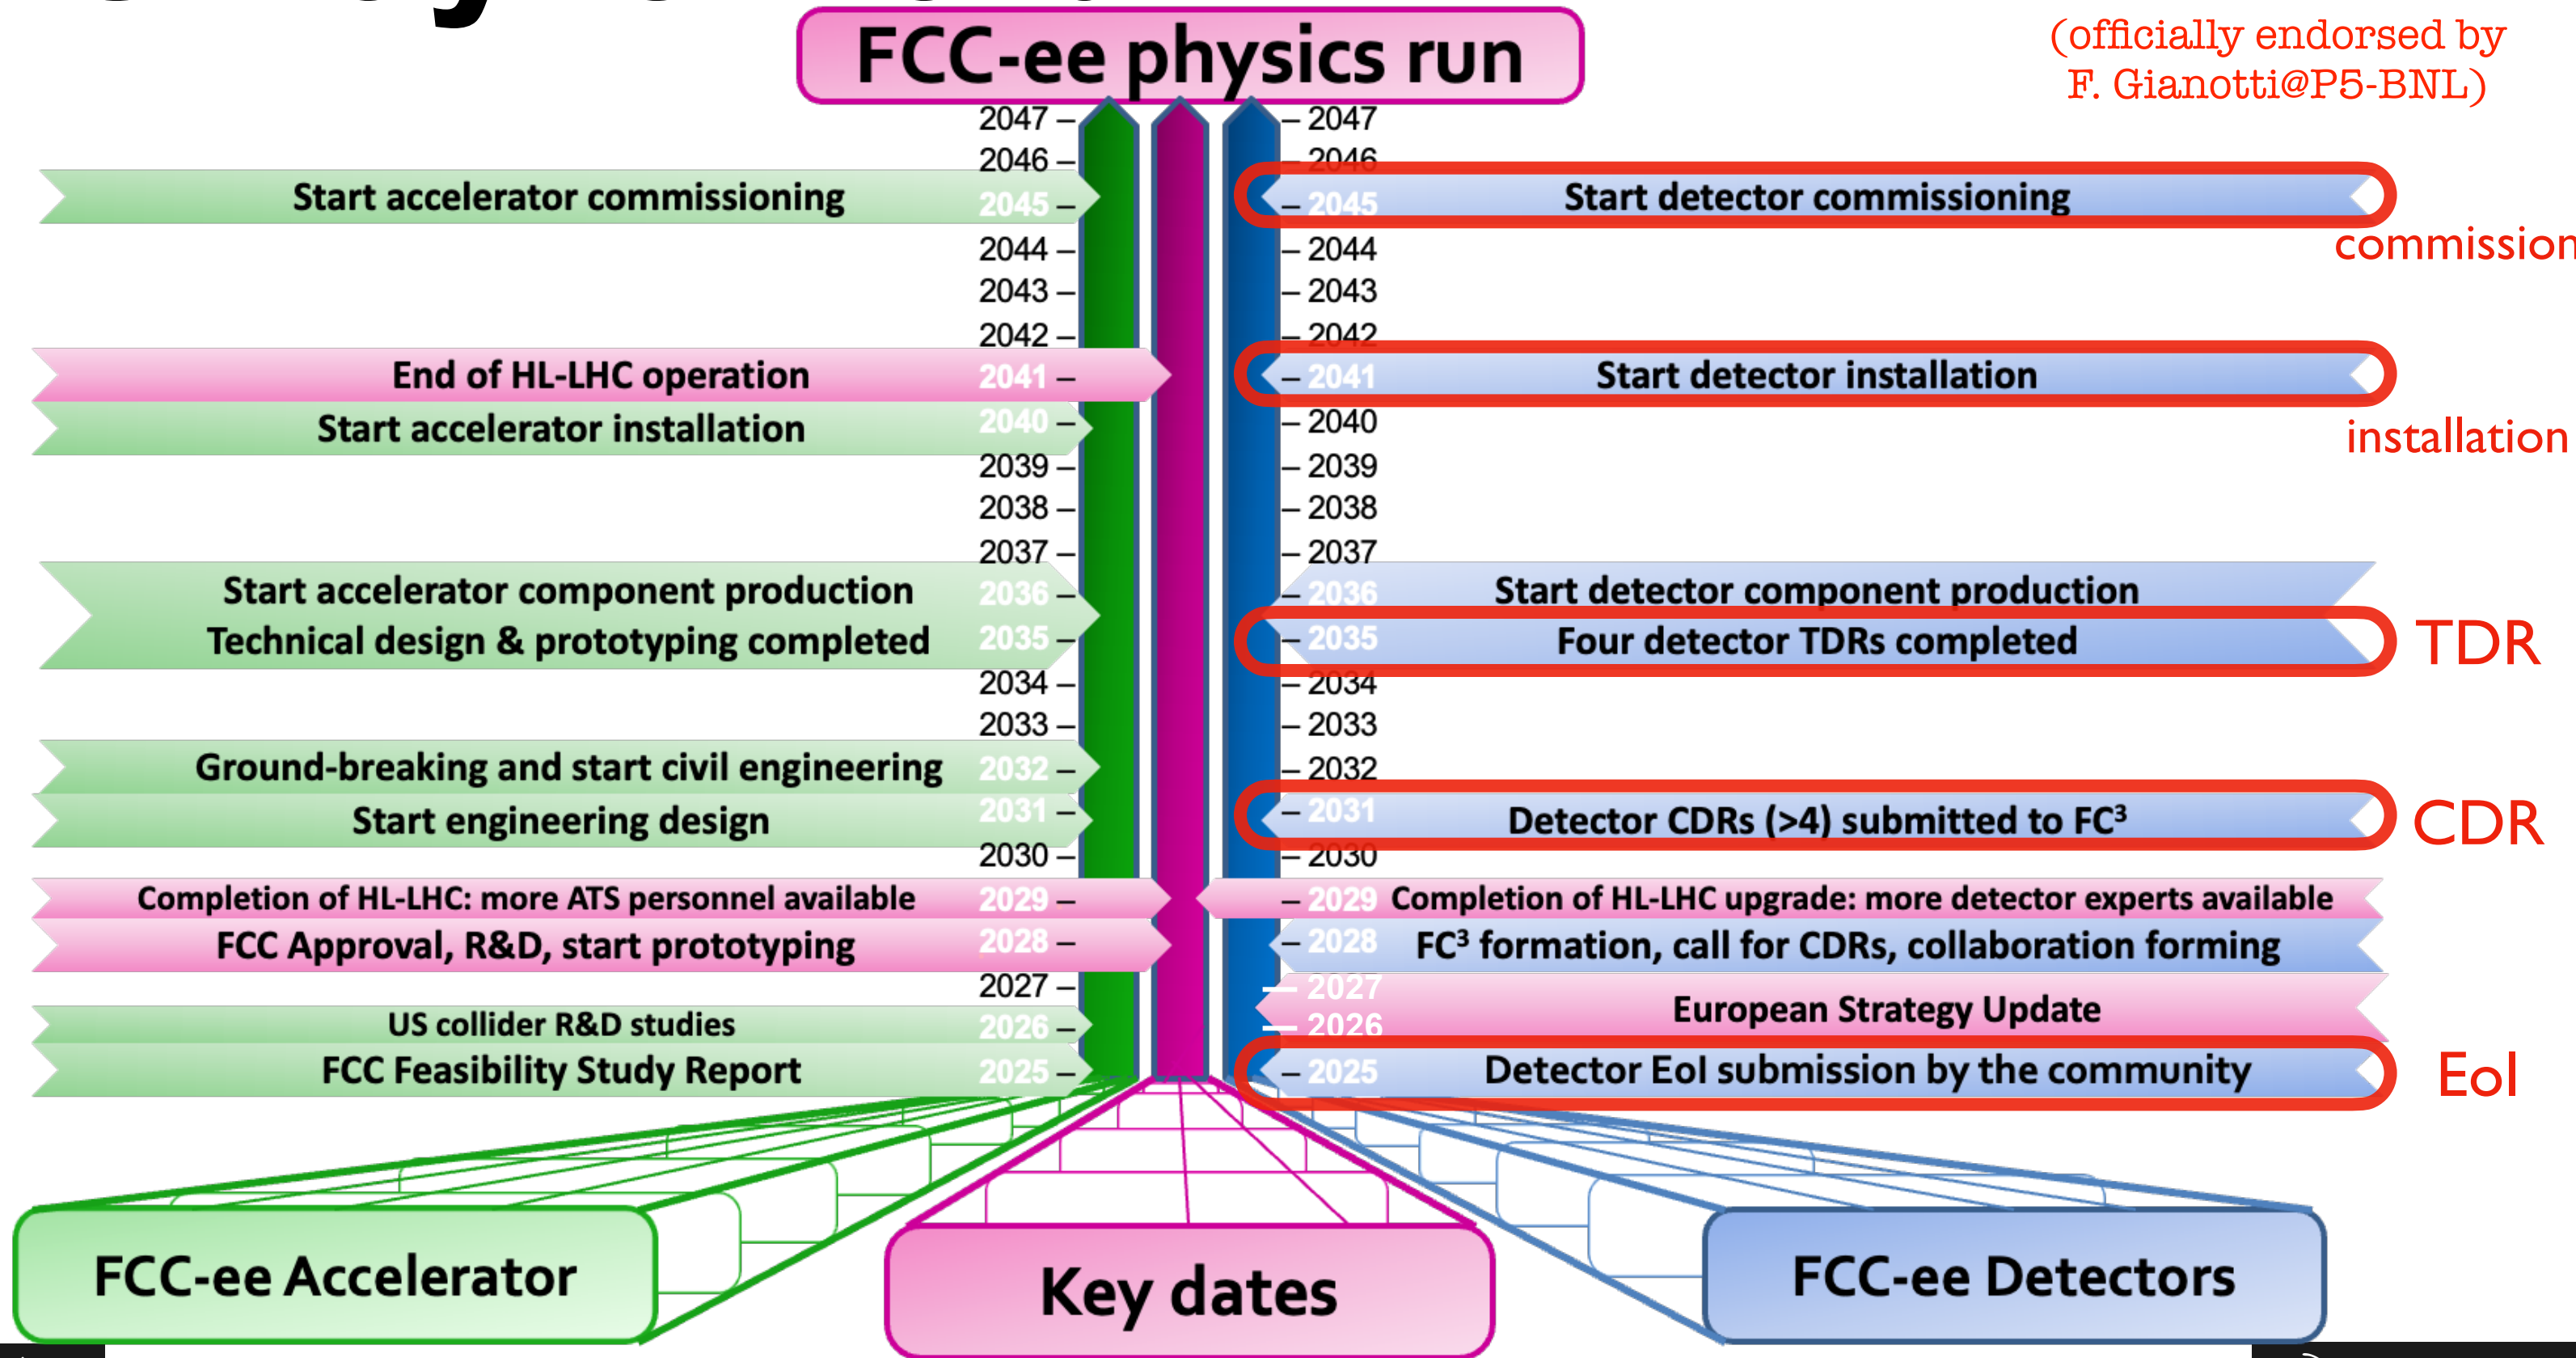 FCC-ee physics run
(officially endorsed by
F. Gianotti@P5-BNL)
2047 – – 2047
2046 – – 2046
Start accelerator commissioning 2045 – – 2045 Start detector commissioning
commission
2044 – – 2044
2043 – – 2043
2042 – – 2042
End of HL-LHC operation 2041 – – 2041 Start detector installation
Start accelerator installation 2040 – – 2040
installation
2039 – – 2039
2038 – – 2038
2037 – – 2037
Start accelerator component production 2036 – – 2036 Start detector component production
Technical design & prototyping completed 2035 – – 2035 Four detector TDRs completed TDR
2034 – – 2034
2033 – – 2033
Ground-breaking and start civil engineering 2032 – – 2032
Start engineering design 2031 – – 2031 Detector CDRs (>4) submitted to FC³ CDR
2030 – – 2030
Completion of HL-LHC: more ATS personnel available 2029 – – 2029 Completion of HL-LHC upgrade: more detector experts available
FCC Approval, R&D, start prototyping 2028 – – 2028 FC³ formation, call for CDRs, collaboration forming
2027 – — 2027
European Strategy Update
US collider R&D studies 2026 – — 2026
FCC Feasibility Study Report 2025 – – 2025 Detector EoI submission by the community EoI
FCC-ee Accelerator
Key dates
FCC-ee Detectors